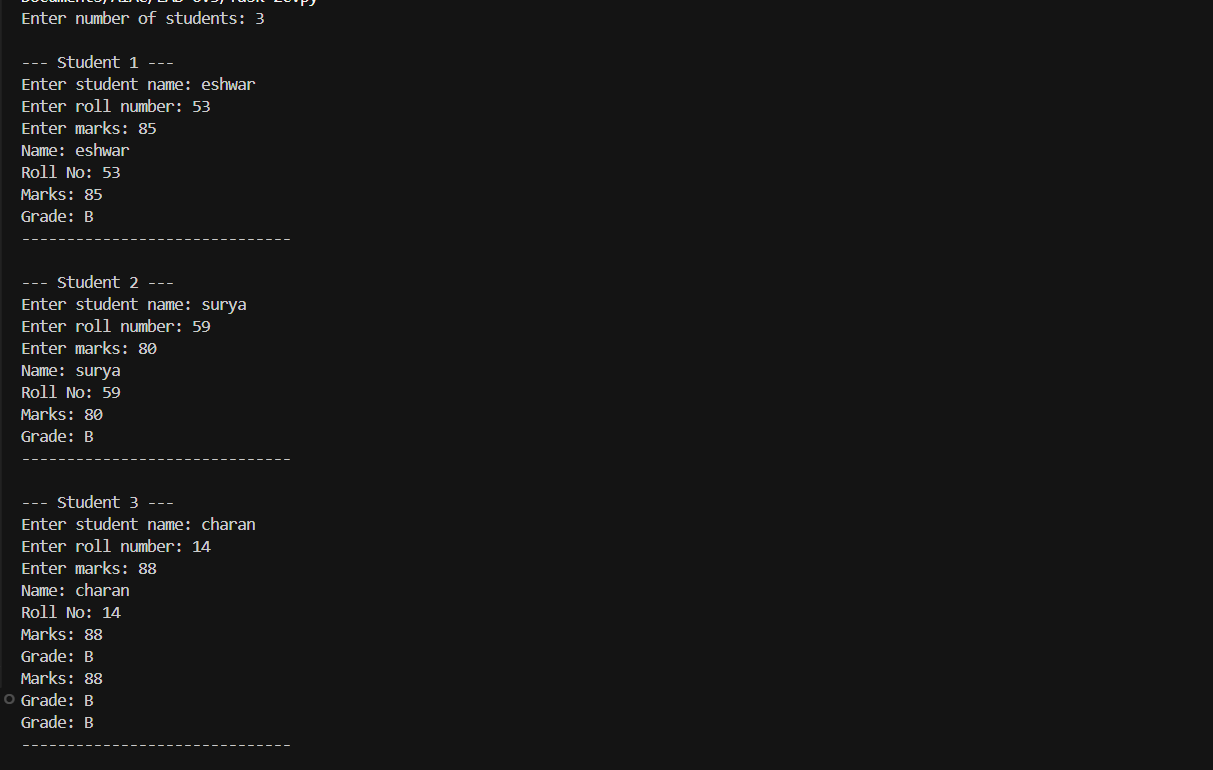 Enter number of students: 3
--- Student 1 ---
Enter student name: eshwar
Enter roll number: 53
Enter marks: 85
Name: eshwar
Roll No: 53
Marks: 85
Grade: B
------------------------------
--- Student 2 ---
Enter student name: surya
Enter roll number: 59
Enter marks: 80
Name: surya
Roll No: 59
Marks: 80
Grade: B
------------------------------
--- Student 3 ---
Enter student name: charan
Enter roll number: 14
Enter marks: 88
Name: charan
Roll No: 14
Marks: 88
Grade: B
Marks: 88
Grade: B
Grade: B
------------------------------